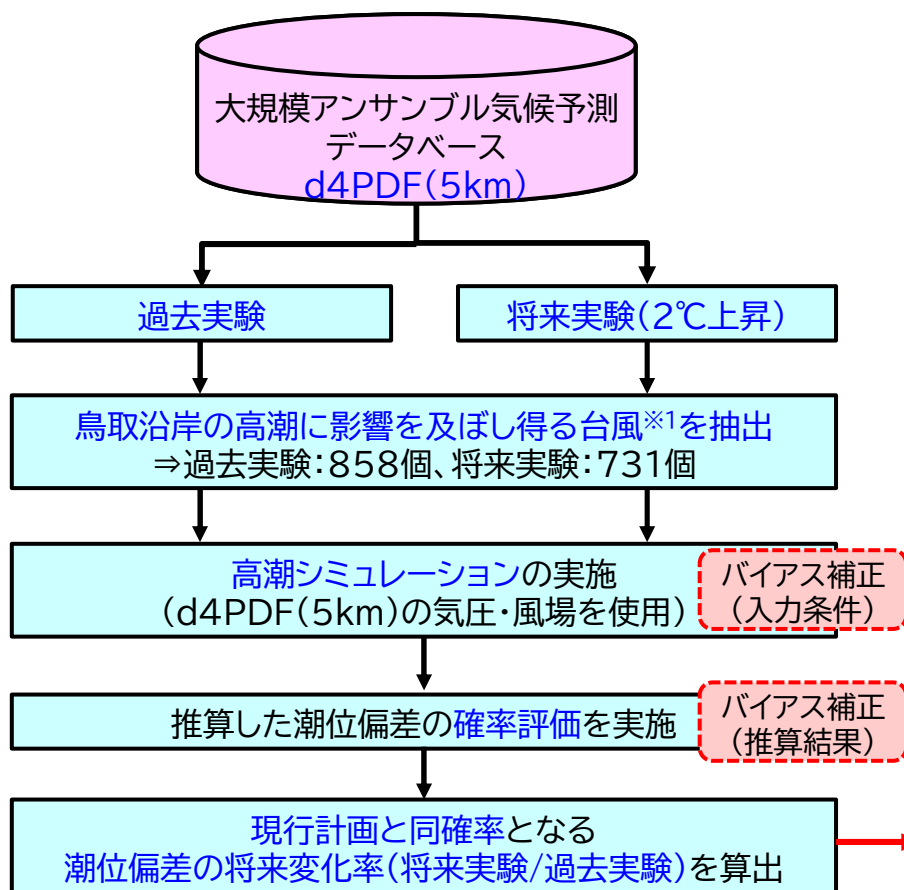 大規模アンサンブル気候予測
データベース
d4PDF(5km)
過去実験
将来実験(2℃上昇)
鳥取沿岸の高潮に影響を及ぼし得る台風※1を抽出
⇒過去実験:858個、将来実験:731個
高潮シミュレーションの実施
(d4PDF(5km)の気圧・風場を使用)
バイアス補正
(入力条件)
推算した潮位偏差の確率評価を実施
バイアス補正
(推算結果)
現行計画と同確率となる
潮位偏差の将来変化率(将来実験/過去実験)を算出